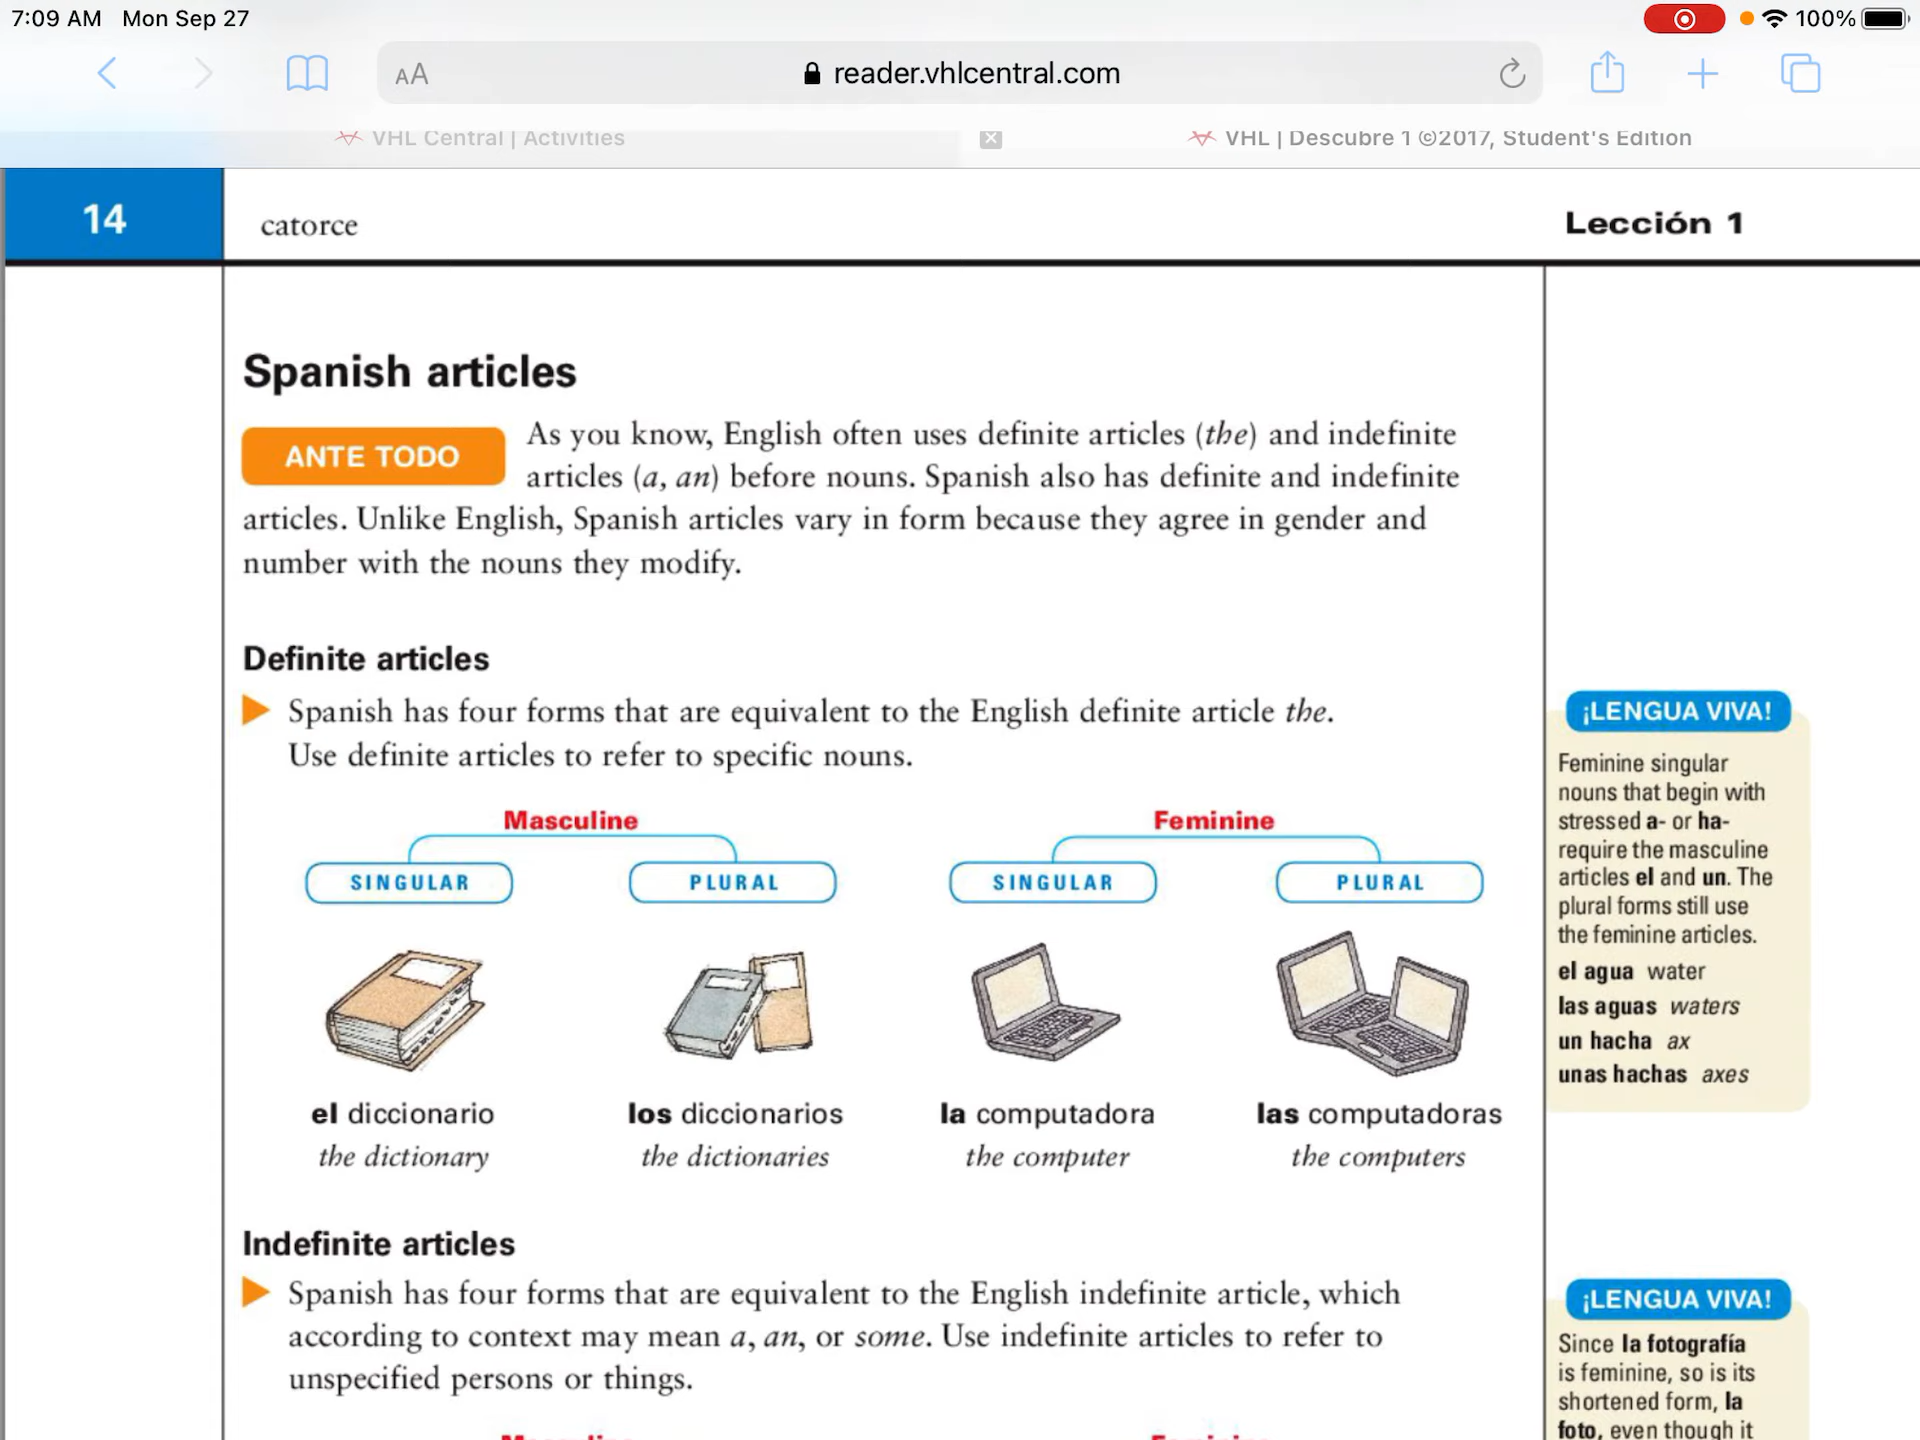 7:09 AM Mon Sep 27
100%
AA
reader.vhlcentral.com
VHL Central | Activities
VHL | Descubre 1 ©2017, Student's Edition
14
catorce
Lección 1
Spanish articles
ANTE TODO
As you know, English often uses definite articles (the) and indefinite
articles (a, an) before nouns. Spanish also has definite and indefinite
articles. Unlike English, Spanish articles vary in form because they agree in gender and
number with the nouns they modify.
Definite articles
Spanish has four forms that are equivalent to the English definite article the.
Use definite articles to refer to specific nouns.
Masculine
Feminine
SINGULAR
PLURAL
SINGULAR
PLURAL
el diccionario
the dictionary
los diccionarios
the dictionaries
la computadora
the computer
las computadoras
the computers
¡LENGUA VIVA!
Feminine singular
nouns that begin with
stressed a- or ha-
require the masculine
articles el and un. The
plural forms still use
the feminine articles.
el agua water
las aguas waters
un hacha ax
unas hachas axes
Indefinite articles
Spanish has four forms that are equivalent to the English indefinite article, which
according to context may mean a, an, or some. Use indefinite articles to refer to
unspecified persons or things.
Masculine
Feminine
¡LENGUA VIVA!
Since la fotografía
is feminine, so is its
shortened form, la
foto, even though it